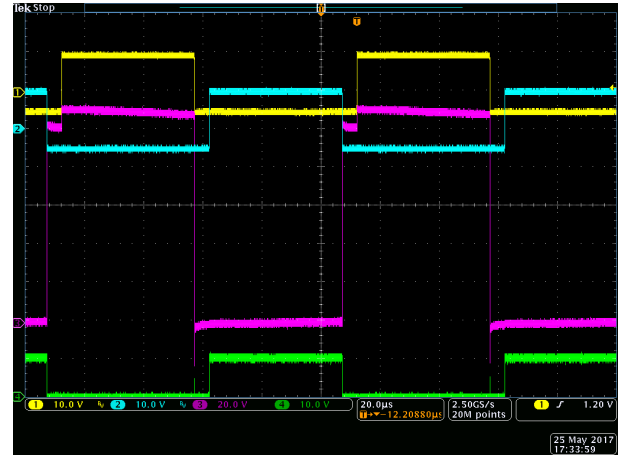 Tek Stop
T
T
1
2
3
4
1 10.0 V 2 10.0 V 3 20.0 V 4 10.0 V
20.0µs
T→▼−12.20880µs
2.50GS/s
20M points
1 ∫ 1.20 V
25 May 2017
17:33:59